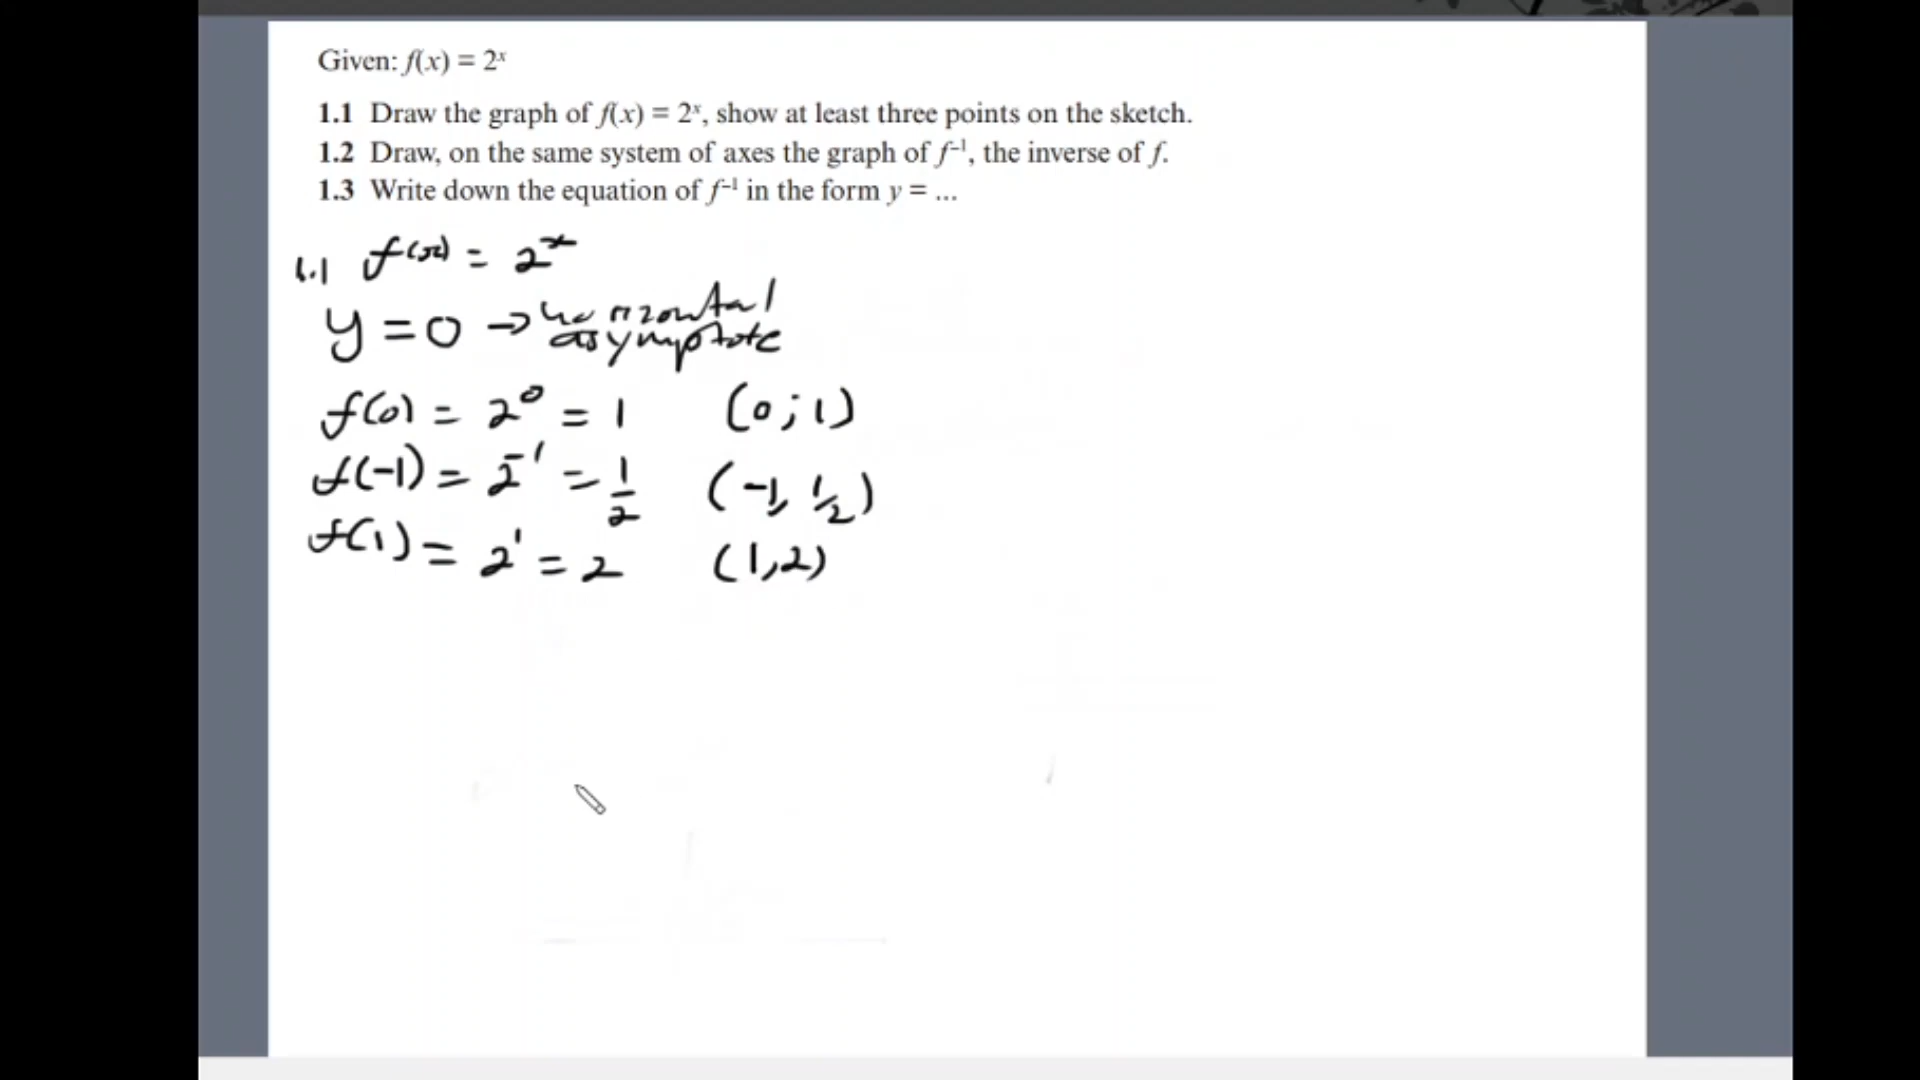 Given: f(x) = 2ˣ
1.1 Draw the graph of f(x) = 2ˣ, show at least three points on the sketch.
1.2 Draw, on the same system of axes the graph of f⁻¹, the inverse of f.
1.3 Write down the equation of f⁻¹ in the form y = ...
1.1 f(x) = 2ˣ
y = 0 → horizontal
asymptote
f(0) = 2⁰ = 1 (0 ; 1)
f(-1) = 2⁻¹ = 1/2 (-1, 1/2)
f(1) = 2¹ = 2 (1,2)